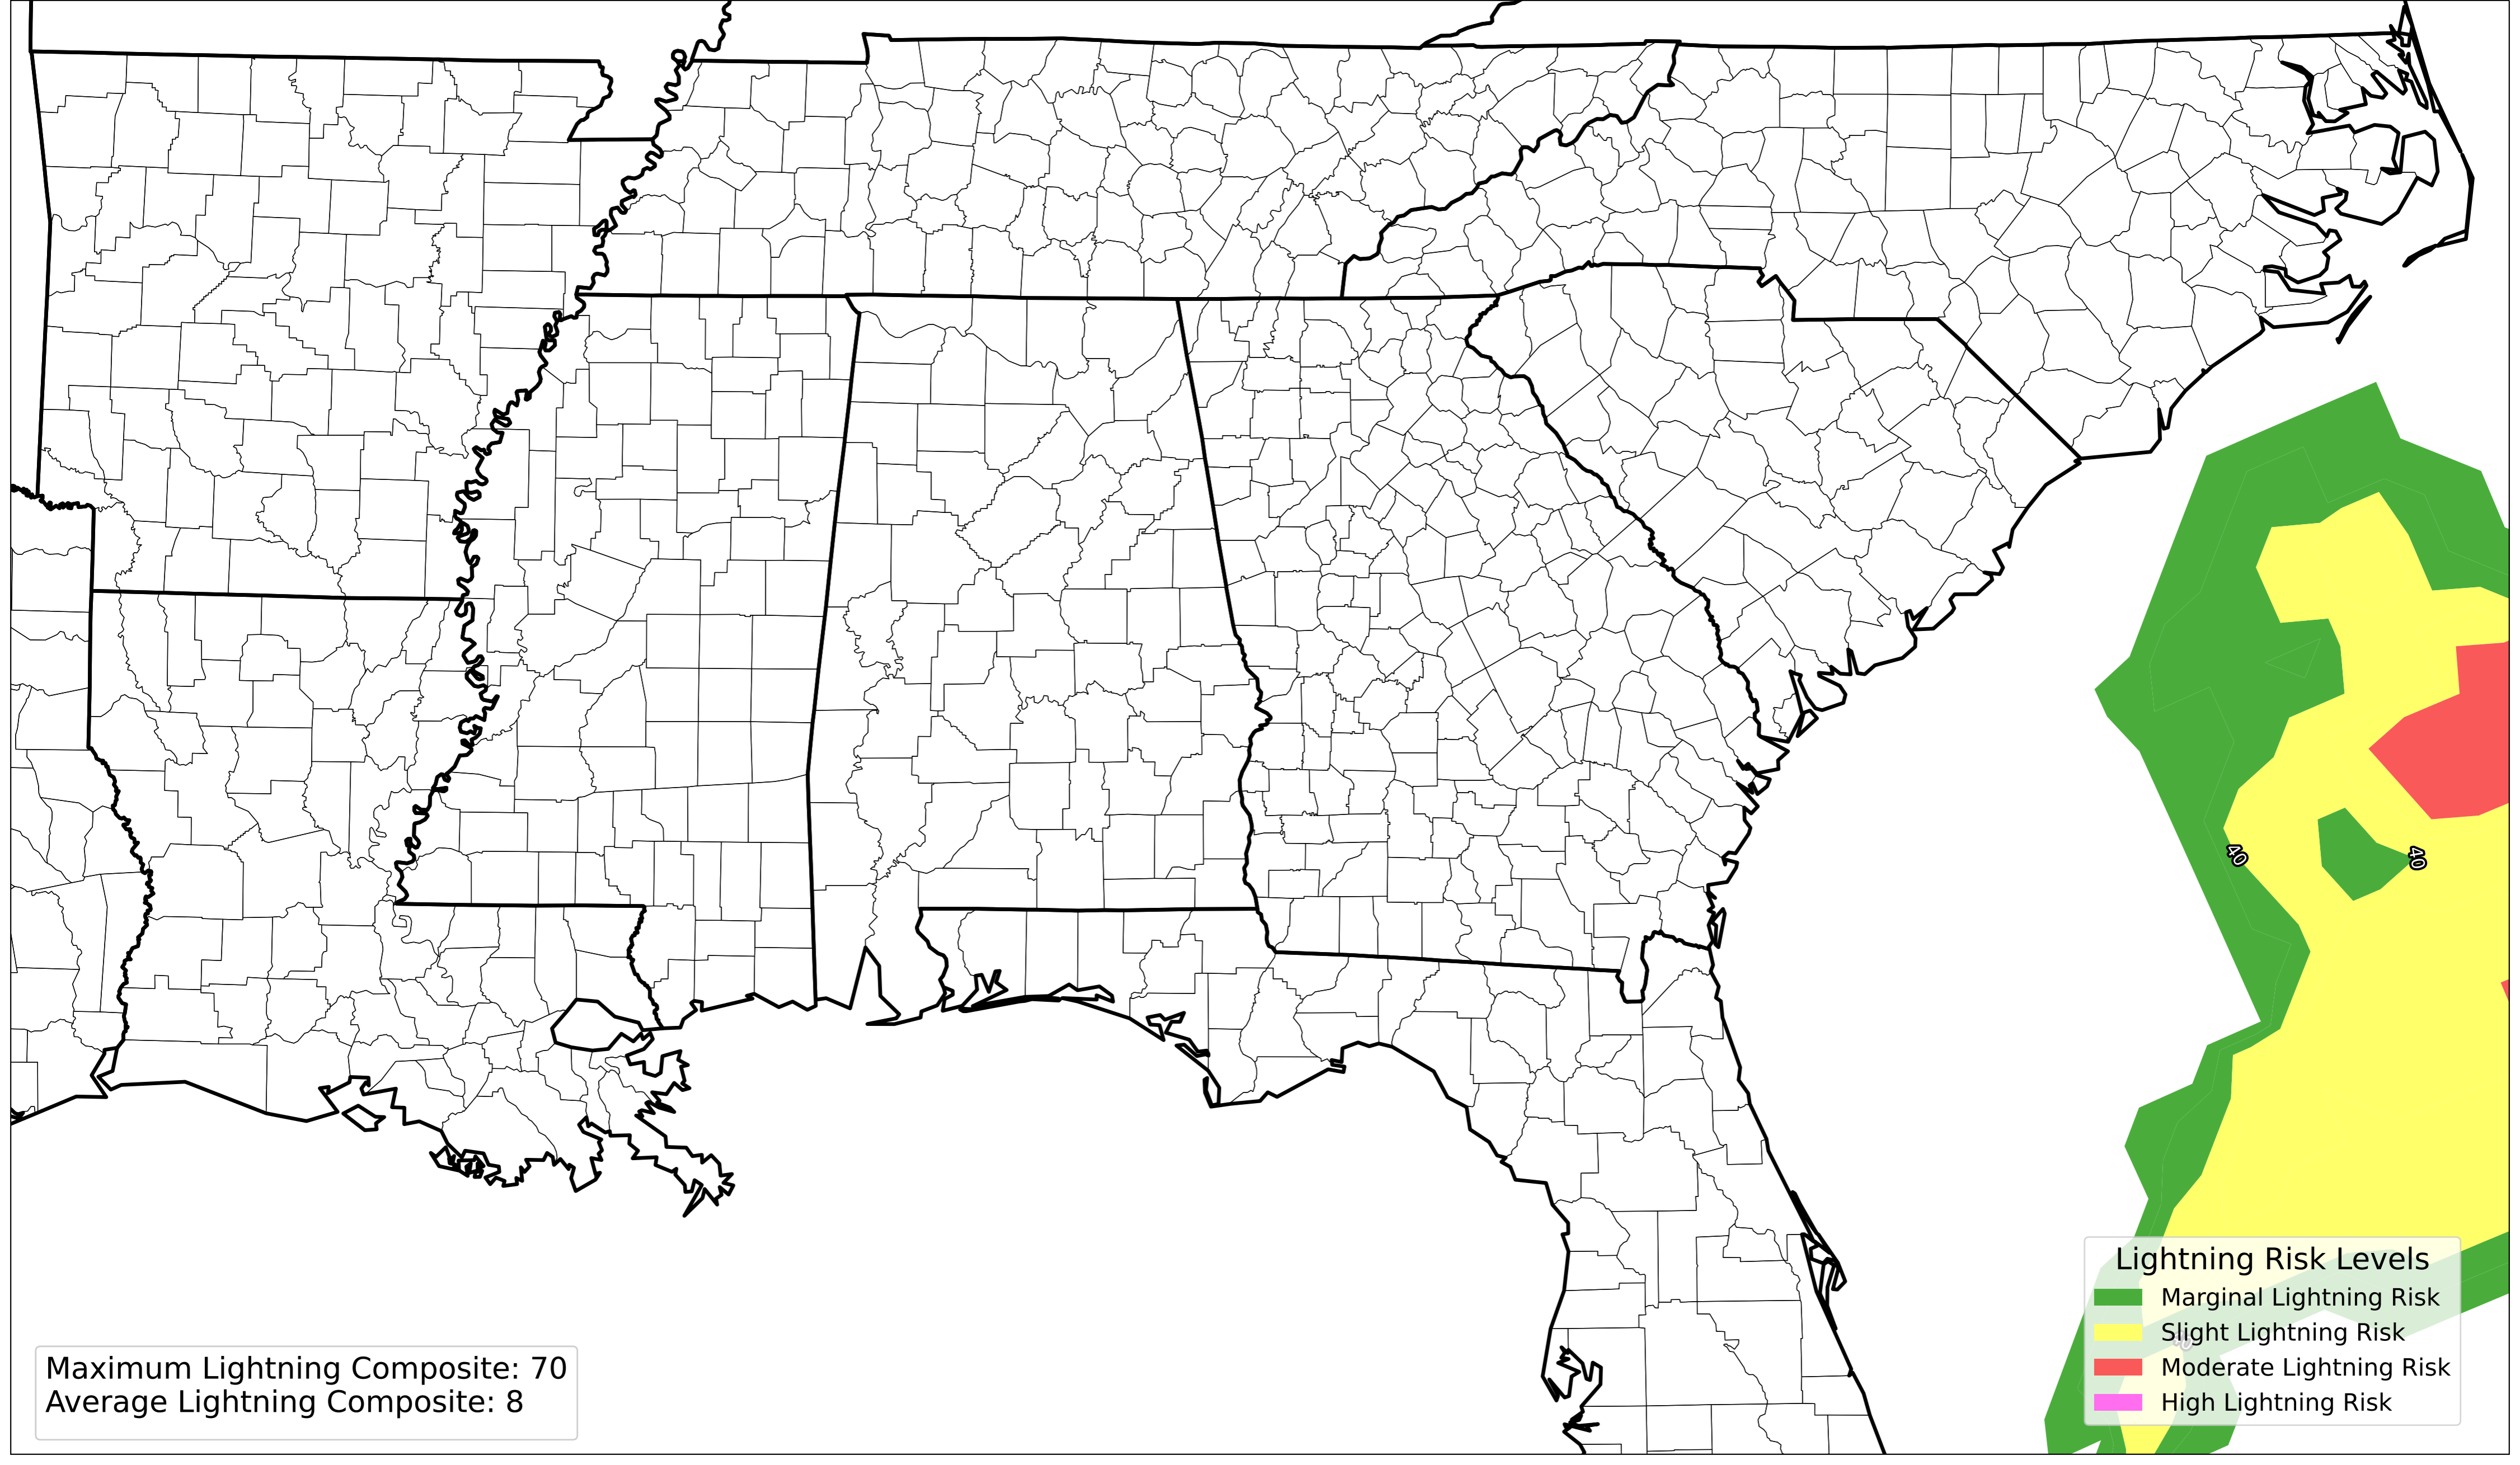 40
40
Lightning Risk Levels
Marginal Lightning Risk
Slight Lightning Risk
Moderate Lightning Risk
High Lightning Risk
Maximum Lightning Composite: 70
Average Lightning Composite: 8